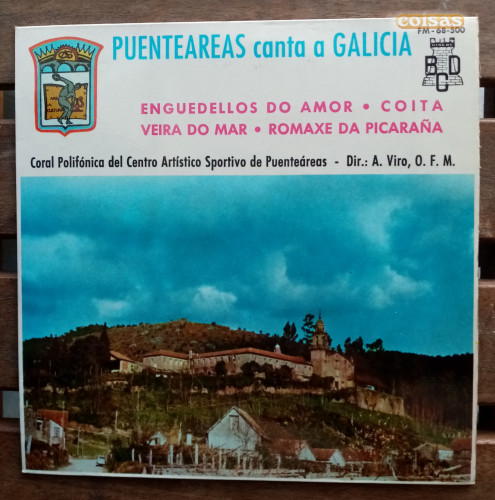 coisas
FM-68-500
PUENTEAREAS canta a GALICIA
DISCOS
BCD
ENGUEDELLOS DO AMOR • COITA
VEIRA DO MAR • ROMAXE DA PICARAÑA
Coral Polifónica del Centro Artístico Sportivo de Puenteáreas - Dir.: A. Viro, O. F. M.